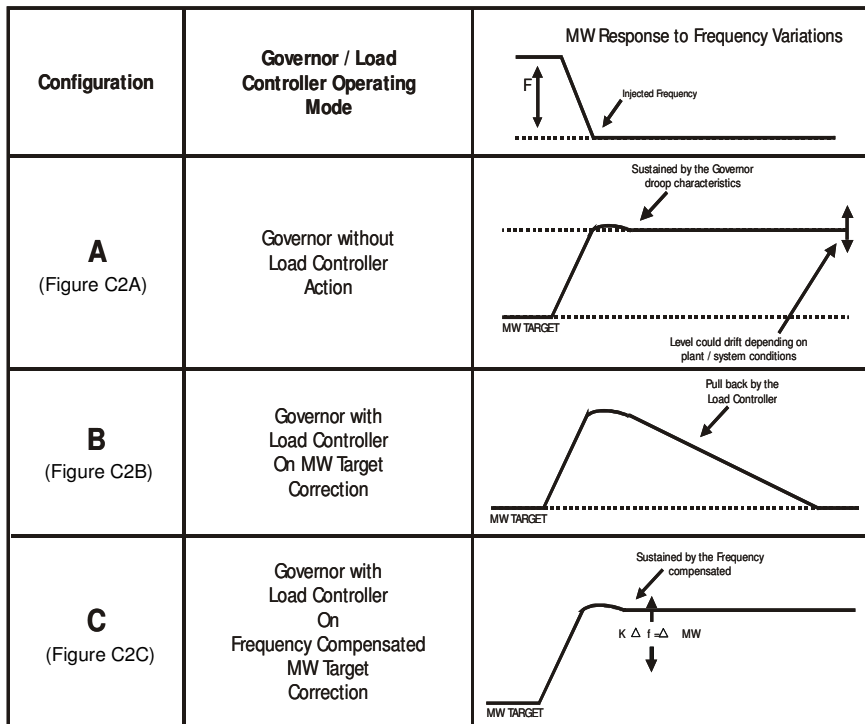 Configuration
Governor / Load
Controller Operating
Mode
MW Response to Frequency Variations
F
Injected Frequency
A
(Figure C2A)
Governor without
Load Controller
Action
Sustained by the Governor
droop characteristics
MW TARGET
Level could drift depending on
plant / system conditions
B
(Figure C2B)
Governor with
Load Controller
On MW Target
Correction
Pull back by the
Load Controller
MW TARGET
C
(Figure C2C)
Governor with
Load Controller
On
Frequency Compensated
MW Target
Correction
Sustained by the Frequency
compensated
K △ f =△ MW
MW TARGET